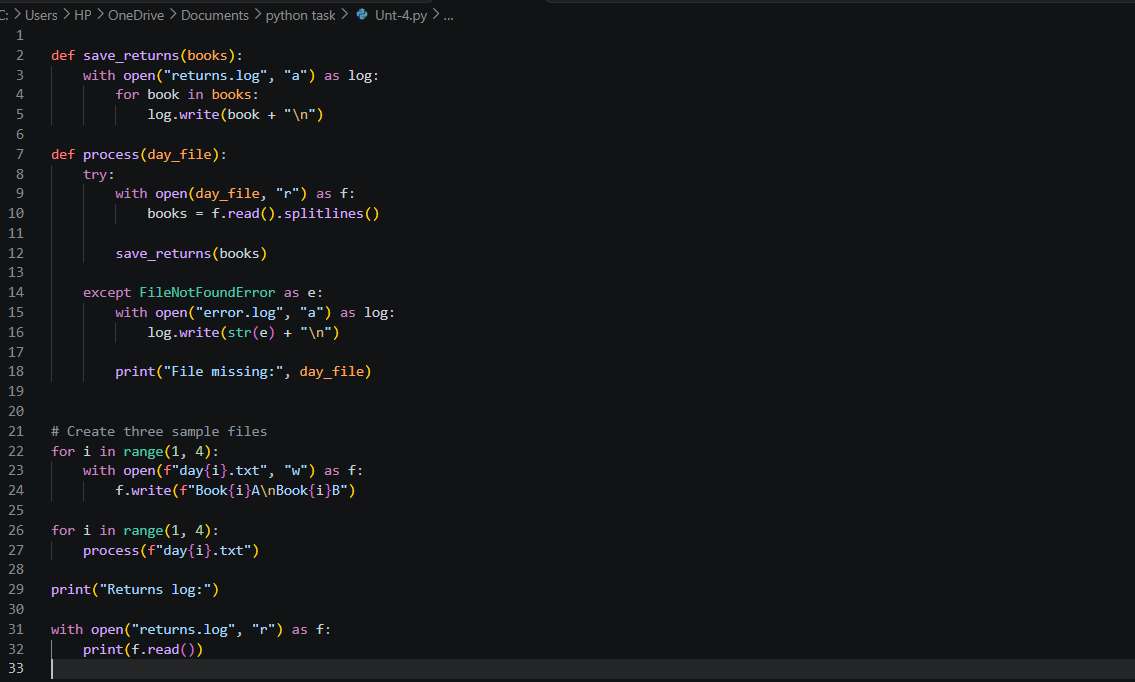 C: > Users > HP > OneDrive > Documents > python task > Unt-4.py > ...
1
2 def save_returns(books):
3     with open("returns.log", "a") as log:
4         for book in books:
5             log.write(book + "\n")
6
7 def process(day_file):
8     try:
9         with open(day_file, "r") as f:
10             books = f.read().splitlines()
11
12         save_returns(books)
13
14     except FileNotFoundError as e:
15         with open("error.log", "a") as log:
16             log.write(str(e) + "\n")
17
18         print("File missing:", day_file)
19
20
21 # Create three sample files
22 for i in range(1, 4):
23     with open(f"day{i}.txt", "w") as f:
24         f.write(f"Book{i}A\nBook{i}B")
25
26 for i in range(1, 4):
27     process(f"day{i}.txt")
28
29 print("Returns log:")
30
31 with open("returns.log", "r") as f:
32     print(f.read())
33